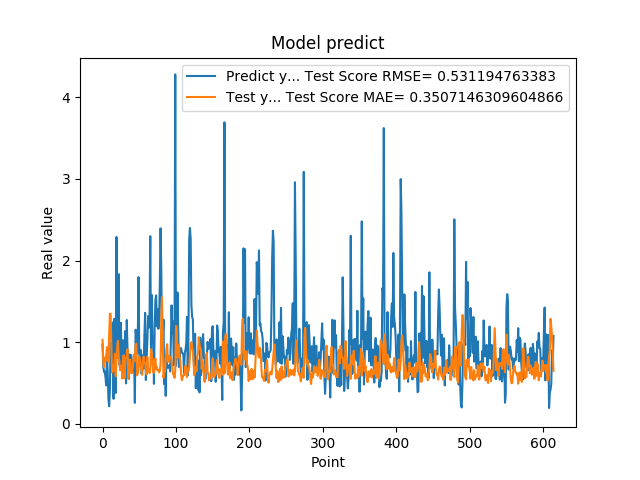 Model predict
Predict y... Test Score RMSE= 0.531194763383
Test y... Test Score MAE= 0.3507146309604866
Real value
4
3
2
1
0
0 100 200 300 400 500 600
Point